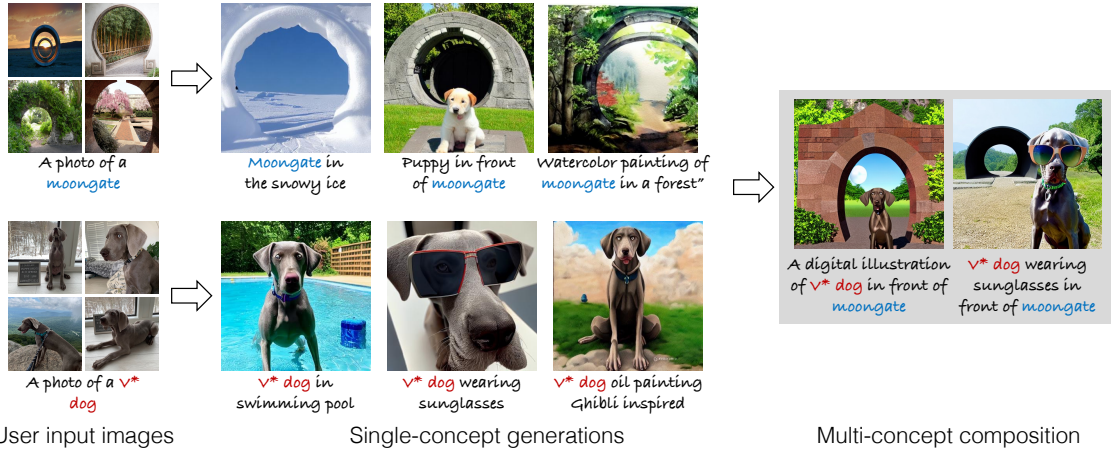 A photo of a
moongate
Moongate in
the snowy ice
Puppy in front
of moongate
Watercolor painting of
moongate in a forest"
A photo of a V*
dog
V* dog in
swimming pool
V* dog wearing
sunglasses
V* dog oil painting
Ghibli inspired
A digital illustration
of V* dog in front of
moongate
V* dog wearing
sunglasses in
front of moongate
User input images
Single-concept generations
Multi-concept composition